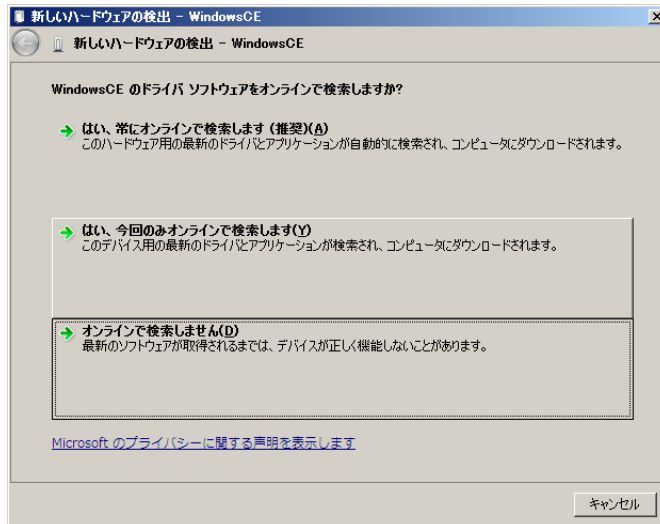 新しいハードウェアの検出 - WindowsCE
新しいハードウェアの検出 - WindowsCE
WindowsCE のドライバ ソフトウェアをオンラインで検索しますか?
はい、常にオンラインで検索します (推奨)(A)
このハードウェア用の最新のドライバとアプリケーションが自動的に検索され、コンピュータにダウンロードされます。
はい、今回のみオンラインで検索します(Y)
このデバイス用の最新のドライバとアプリケーションが検索され、コンピュータにダウンロードされます。
オンラインで検索しません(D)
最新のソフトウェアが取得されるまでは、デバイスが正しく機能しないことがあります。
Microsoft のプライバシーに関する声明を表示します
キャンセル